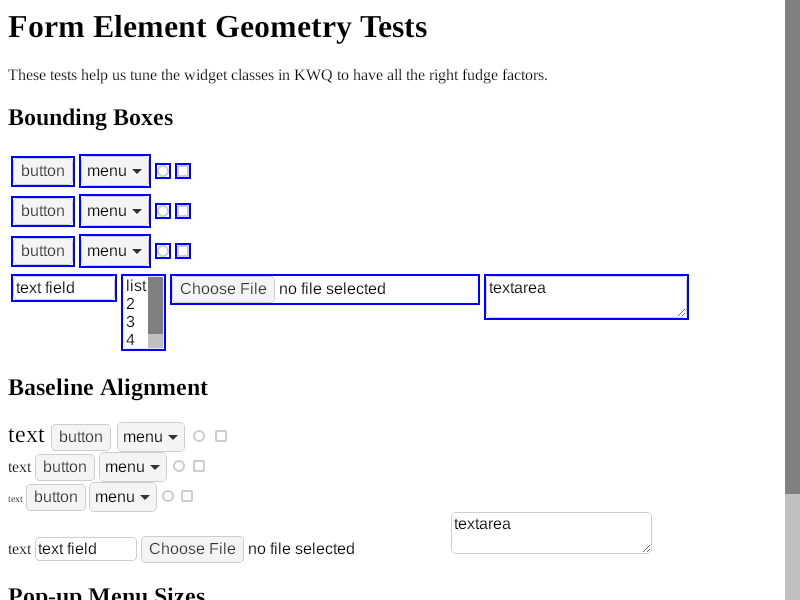 Form Element Geometry Tests
These tests help us tune the widget classes in KWQ to have all the right fudge factors.
Bounding Boxes
button menu
button menu
button menu
text field list Choose File no file selected textarea
2
3
4
Baseline Alignment
text button menu
text button menu
text button menu
textarea
text text field Choose File no file selected
Pop-up Menu Sizes